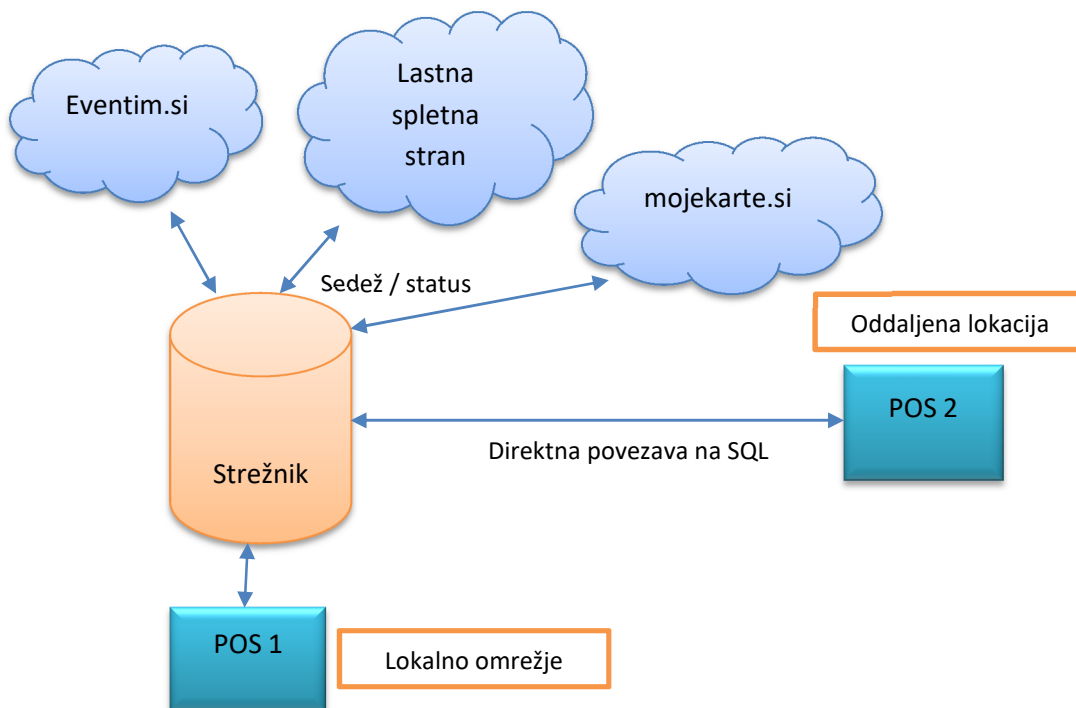 Eventim.si
Lastna
spletna
stran
mojekarte.si
Sedež / status
Oddaljena lokacija
POS 2
Direktna povezava na SQL
Strežnik
POS 1
Lokalno omrežje